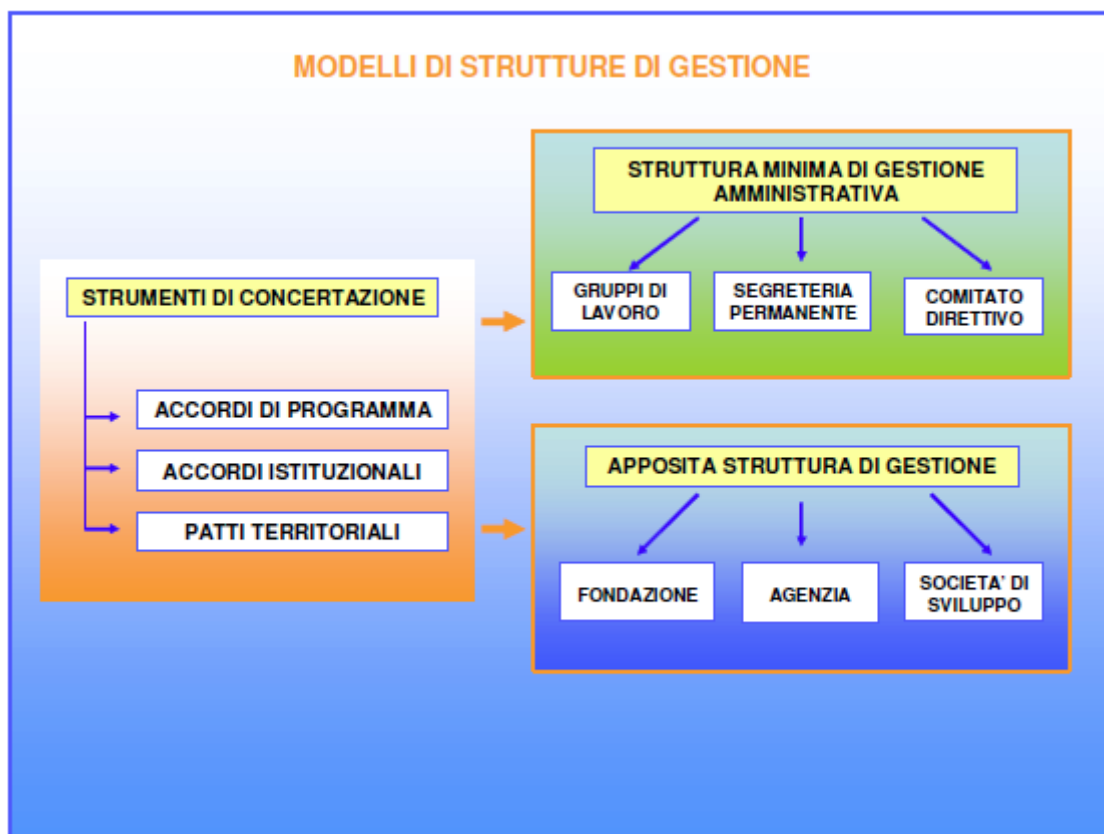 MODELLI DI STRUTTURE DI GESTIONE
STRUMENTI DI CONCERTAZIONE
ACCORDI DI PROGRAMMA
ACCORDI ISTITUZIONALI
PATTI TERRITORIALI
STRUTTURA MINIMA DI GESTIONE
AMMINISTRATIVA
GRUPPI DI
LAVORO
SEGRETERIA
PERMANENTE
COMITATO
DIRETTIVO
APPOSITA STRUTTURA DI GESTIONE
FONDAZIONE
AGENZIA
SOCIETA' DI
SVILUPPO